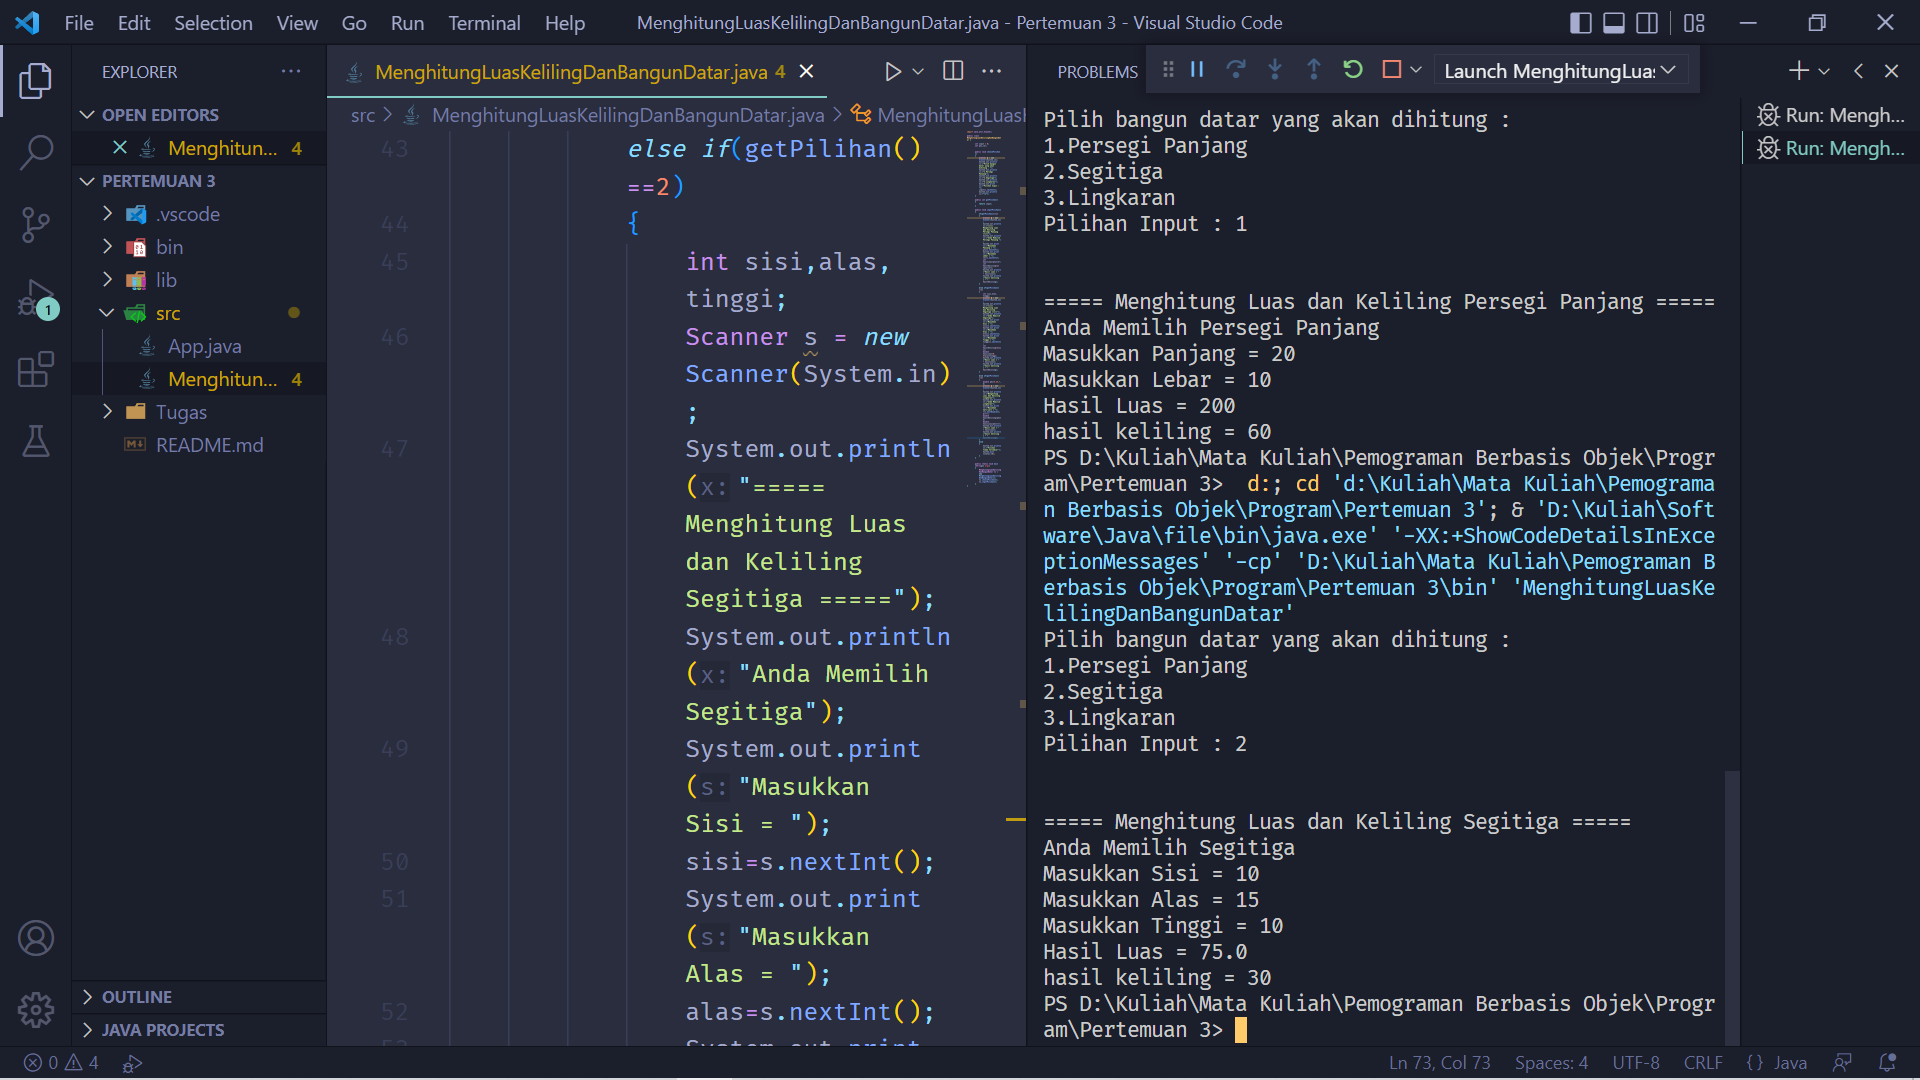 File Edit Selection View Go Run Terminal Help
MenghitungLuasKelilingDanBangunDatar.java - Pertemuan 3 - Visual Studio Code
EXPLORER
OPEN EDITORS
Menghitun... 4
PERTEMUAN 3
.vscode
bin
lib
src
App.java
Menghitun... 4
Tugas
README.md
OUTLINE
JAVA PROJECTS
1
MenghitungLuasKelilingDanBangunDatar.java 4
src > MenghitungLuasKelilingDanBangunDatar.java > MenghitungLuasl
43 else if(getPilihan()
==2)
44 {
45 int sisi,alas,
tinggi;
46 Scanner s = new
Scanner(System.in)
;
47 System.out.println
(x: "=====
Menghitung Luas
dan Keliling
Segitiga =====");
48 System.out.println
(x: "Anda Memilih
Segitiga");
49 System.out.print
(s: "Masukkan
Sisi = ");
50 sisi=s.nextInt();
51 System.out.print
(s: "Masukkan
Alas = ");
52 alas=s.nextInt();
53 System.out.print
PROBLEMS
Launch MenghitungLua
Pilih bangun datar yang akan dihitung :
1.Persegi Panjang
2.Segitiga
3.Lingkaran
Pilihan Input : 1
===== Menghitung Luas dan Keliling Persegi Panjang =====
Anda Memilih Persegi Panjang
Masukkan Panjang = 20
Masukkan Lebar = 10
Hasil Luas = 200
hasil keliling = 60
PS D:\Kuliah\Mata Kuliah\Pemograman Berbasis Objek\Progr
am\Pertemuan 3>  d:; cd 'd:\Kuliah\Mata Kuliah\Pemograma
n Berbasis Objek\Program\Pertemuan 3'; & 'D:\Kuliah\Soft
ware\Java\file\bin\java.exe' '-XX:+ShowCodeDetailsInExce
ptionMessages' '-cp' 'D:\Kuliah\Mata Kuliah\Pemograman B
erbasis Objek\Program\Pertemuan 3\bin' 'MenghitungLuasKe
lilingDanBangunDatar'
Pilih bangun datar yang akan dihitung :
1.Persegi Panjang
2.Segitiga
3.Lingkaran
Pilihan Input : 2
===== Menghitung Luas dan Keliling Segitiga =====
Anda Memilih Segitiga
Masukkan Sisi = 10
Masukkan Alas = 15
Masukkan Tinggi = 10
Hasil Luas = 75.0
hasil keliling = 30
PS D:\Kuliah\Mata Kuliah\Pemograman Berbasis Objek\Progr
am\Pertemuan 3>
Run: Mengh...
Run: Mengh...
0 4
Ln 73, Col 73 Spaces: 4 UTF-8 CRLF {} Java